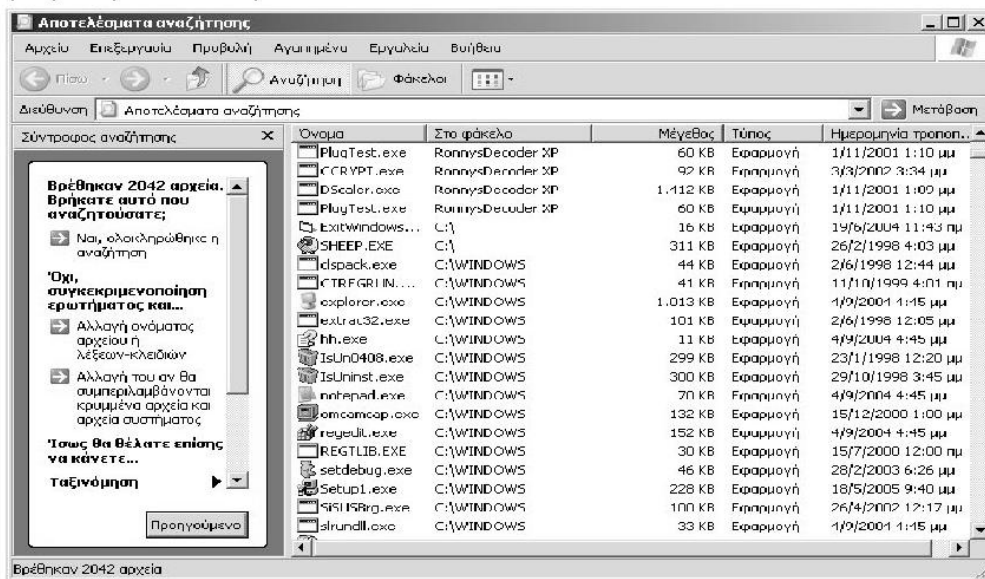 Αποτελέσματα αναζήτησης
Αρχείο Επεξεργασία Προβολή Αγαπημένα Εργαλεία Βοήθεια
Πίσω Αναζήτηση Φάκελοι
Διεύθυνση Αποτελέσματα αναζήτησης Μετάβαση
Σύντροφος αναζήτησης
Βρέθηκαν 2042 αρχεία.
Βρήκατε αυτό που
αναζητούσατε;
Ναι, ολοκληρώθηκε η
αναζήτηση
Όχι,
συγκεκριμενοποίηση
ερωτήματος και...
Αλλαγή ονόματος
αρχείου ή
λέξεων-κλειδιών
Αλλαγή του αν θα
συμπεριλαμβάνονται
κρυμμένα αρχεία και
αρχεία συστήματος
Ίσως θα θέλατε επίσης
να κάνετε...
Ταξινόμηση
Προηγούμενο
Όνομα Στο φάκελο Μέγεθος Τύπος Ημερομηνία τροποπ..
PlugTest.exe RonnysDecoder XP 60 KB Εφαρμογή 1/11/2001 1:10 μμ
CCRYPT.exe RonnysDecoder XP 92 KB Εφαρμογή 3/3/2002 3:34 μμ
DScaler.exe RonnysDecoder XP 1.412 KB Εφαρμογή 1/11/2001 1:09 μμ
PlugTest.exe RonnysDecoder XP 60 KB Εφαρμογή 1/11/2001 1:10 μμ
ExitWindows... C:\ 16 KB Εφαρμογή 19/6/2004 11:43 πμ
SHEEP.EXE C:\ 311 KB Εφαρμογή 26/2/1998 4:03 μμ
clspack.exe C:\WINDOWS 44 KB Εφαρμογή 2/6/1998 12:44 μμ
CTREGRUN.... C:\WINDOWS 41 KB Εφαρμογή 11/10/1999 4:01 πμ
explorer.exe C:\WINDOWS 1.013 KB Εφαρμογή 4/9/2004 4:45 μμ
extrac32.exe C:\WINDOWS 101 KB Εφαρμογή 2/6/1998 12:05 μμ
hh.exe C:\WINDOWS 11 KB Εφαρμογή 4/9/2004 4:45 μμ
IsUn0408.exe C:\WINDOWS 299 KB Εφαρμογή 23/1/1998 12:20 μμ
IsUninst.exe C:\WINDOWS 300 KB Εφαρμογή 29/10/1998 3:45 μμ
notepad.exe C:\WINDOWS 70 KB Εφαρμογή 4/9/2004 4:45 μμ
omcamcap.exe C:\WINDOWS 132 KB Εφαρμογή 15/12/2000 1:00 μμ
regedit.exe C:\WINDOWS 152 KB Εφαρμογή 4/9/2004 4:45 μμ
REGTLIB.EXE C:\WINDOWS 30 KB Εφαρμογή 15/7/2000 12:00 πμ
setdebug.exe C:\WINDOWS 46 KB Εφαρμογή 28/2/2003 6:26 μμ
Setup1.exe C:\WINDOWS 228 KB Εφαρμογή 18/5/2005 9:40 μμ
SiSUSBrg.exe C:\WINDOWS 100 KB Εφαρμογή 26/4/2002 12:17 μμ
slrundll.exe C:\WINDOWS 33 KB Εφαρμογή 4/9/2004 4:45 μμ
Βρέθηκαν 2042 αρχεία